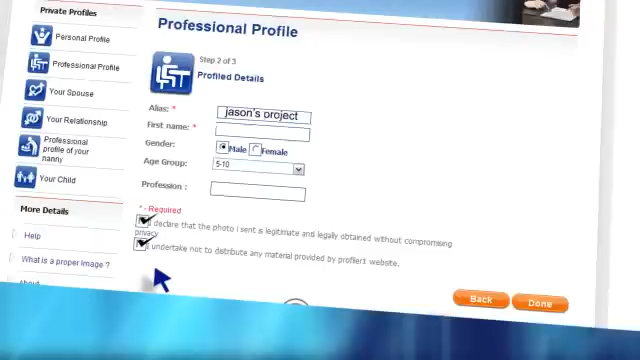 Private Profiles
Personal Profile
Professional Profile
Your Spouse
Your Relationship
Professional
profile of your
nanny
Your Child
More Details
Help
What is a proper Image ?
About
Professional Profile
Step 2 of 3
Profiled Details
Alias: *
jason's project
First name: *
Gender:
Male
Female
Age Group:
5-10
Profession :
* - Required
I declare that the photo i sent is legitimate and legally obtained without compromising
privacy
I undertake not to distribute any material provided by profiler1 website.
Back
Done